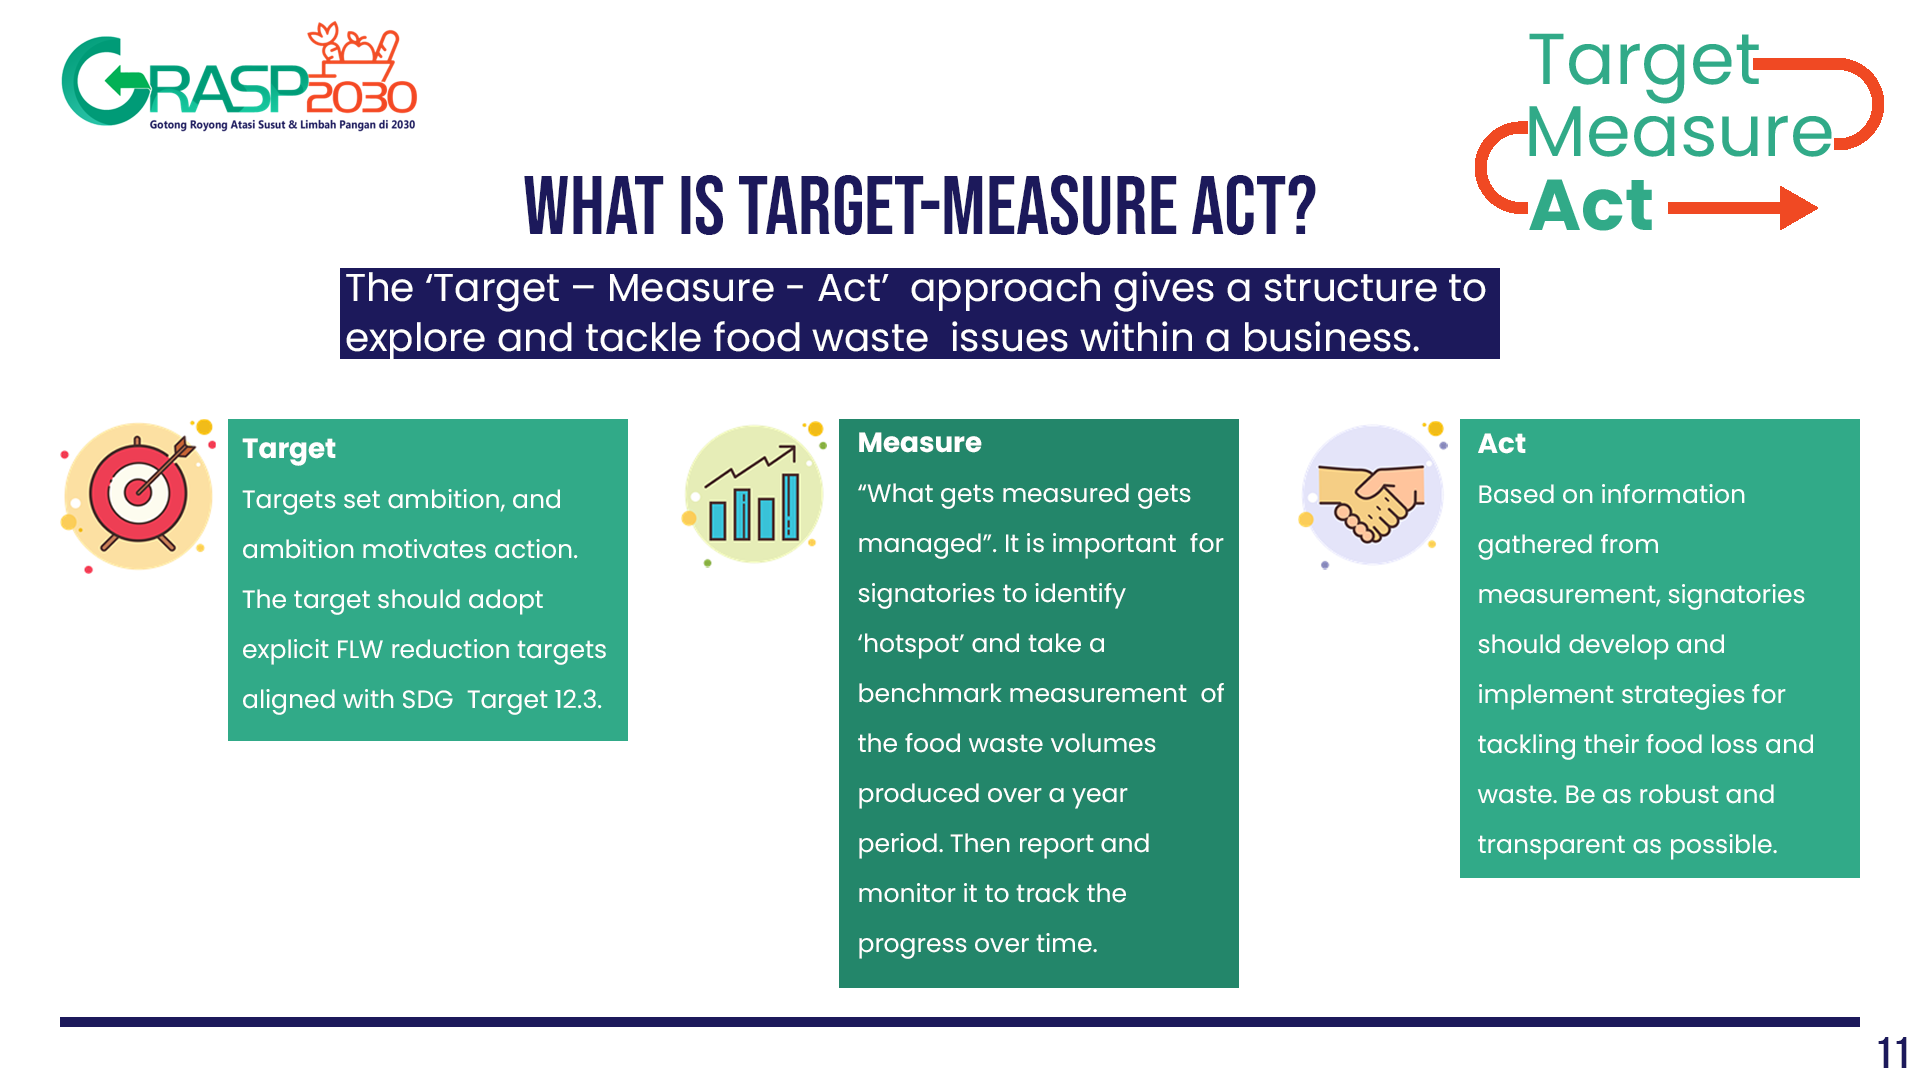 GRASP
2030
Gotong Royong Atasi Susut & Limbah Pangan di 2030
Target
Measure
Act
WHAT IS TARGET-MEASURE ACT?
The ‘Target – Measure - Act’ approach gives a structure to
explore and tackle food waste issues within a business.
Target
Targets set ambition, and
ambition motivates action.
The target should adopt
explicit FLW reduction targets
aligned with SDG Target 12.3.
Measure
“What gets measured gets
managed”. It is important for
signatories to identify
‘hotspot’ and take a
benchmark measurement of
the food waste volumes
produced over a year
period. Then report and
monitor it to track the
progress over time.
Act
Based on information
gathered from
measurement, signatories
should develop and
implement strategies for
tackling their food loss and
waste. Be as robust and
transparent as possible.
11